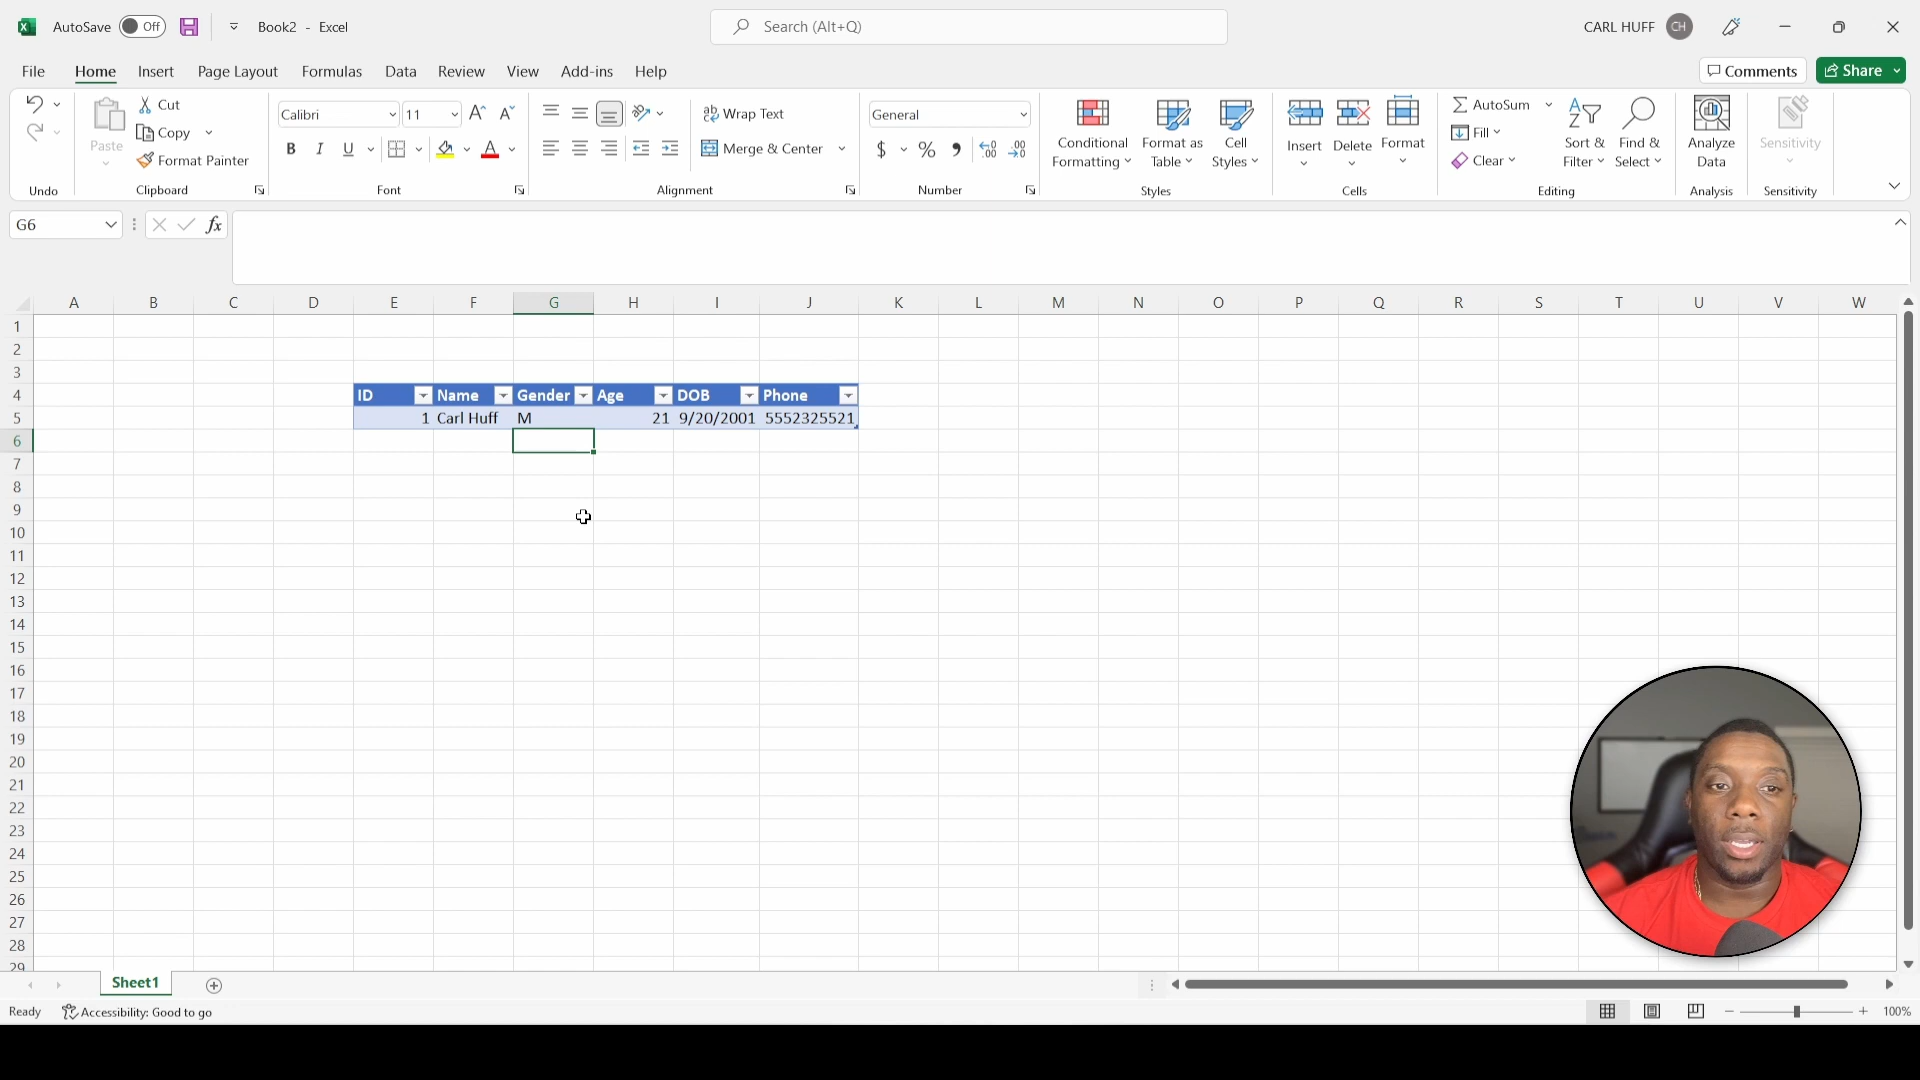 AutoSave Off Book2 - Excel Search (Alt+Q) CARL HUFF CH
File Home Insert Page Layout Formulas Data Review View Add-ins Help Comments Share
Cut Calibri 11 A^ Aˇ ab Wrap Text General AutoSum
Paste Copy Conditional Formatting Format as Table Cell Styles Insert Delete Format Fill Sort & Filter Find & Select Analyze Data Sensitivity
Format Painter B I U A Merge & Center $ % , .00 Clear
Undo Clipboard Font Alignment Number Styles Cells Editing Analysis Sensitivity
G6 fx
A B C D E F G H I J K L M N O P Q R S T U V W
1
2
3
4 ID Name Gender Age DOB Phone
5 1 Carl Huff M 21 9/20/2001 5552325521
6
7
8
9
10
11
12
13
14
15
16
17
18
19
20
21
22
23
24
25
26
27
28
29
Sheet1
Ready Accessibility: Good to go 100%